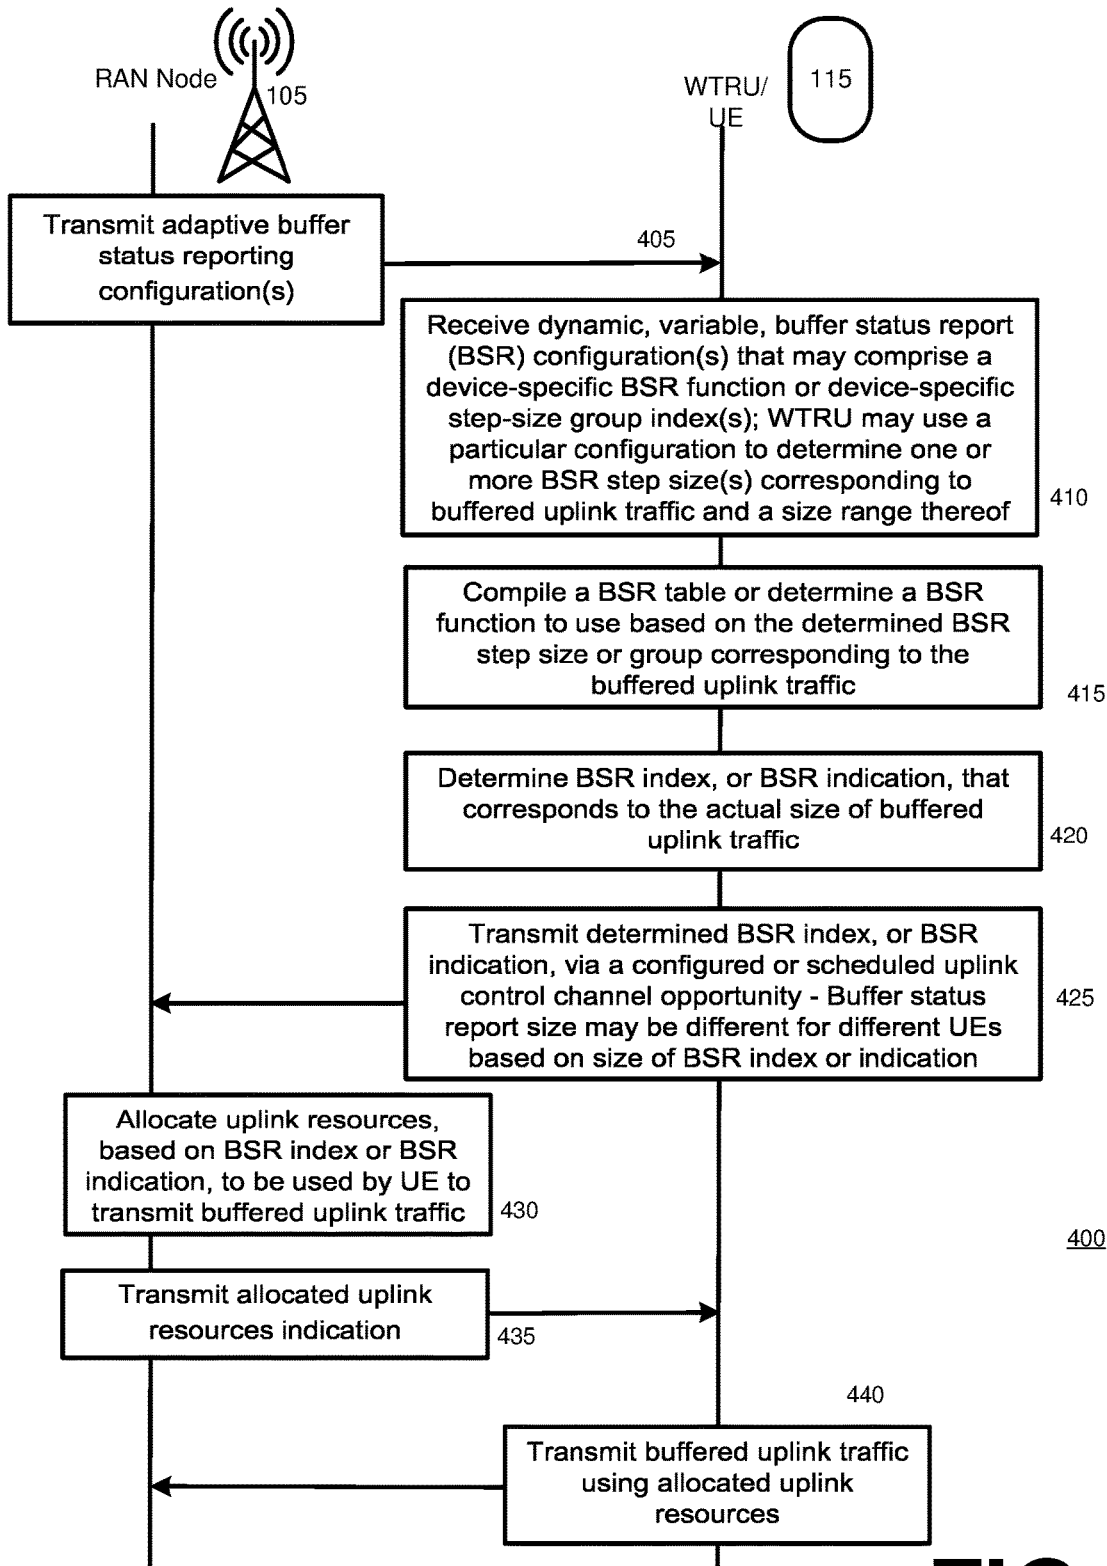 RAN Node
105
WTRU/
UE
115
Transmit adaptive buffer
status reporting
configuration(s)
405
Receive dynamic, variable, buffer status report
(BSR) configuration(s) that may comprise a
device-specific BSR function or device-specific
step-size group index(s); WTRU may use a
particular configuration to determine one or
more BSR step size(s) corresponding to
buffered uplink traffic and a size range thereof
410
Compile a BSR table or determine a BSR
function to use based on the determined BSR
step size or group corresponding to the
buffered uplink traffic
415
Determine BSR index, or BSR indication, that
corresponds to the actual size of buffered
uplink traffic
420
Transmit determined BSR index, or BSR
indication, via a configured or scheduled uplink
control channel opportunity - Buffer status
report size may be different for different UEs
based on size of BSR index or indication
425
Allocate uplink resources,
based on BSR index or BSR
indication, to be used by UE to
transmit buffered uplink traffic
430
400
Transmit allocated uplink
resources indication
435
440
Transmit buffered uplink traffic
using allocated uplink
resources